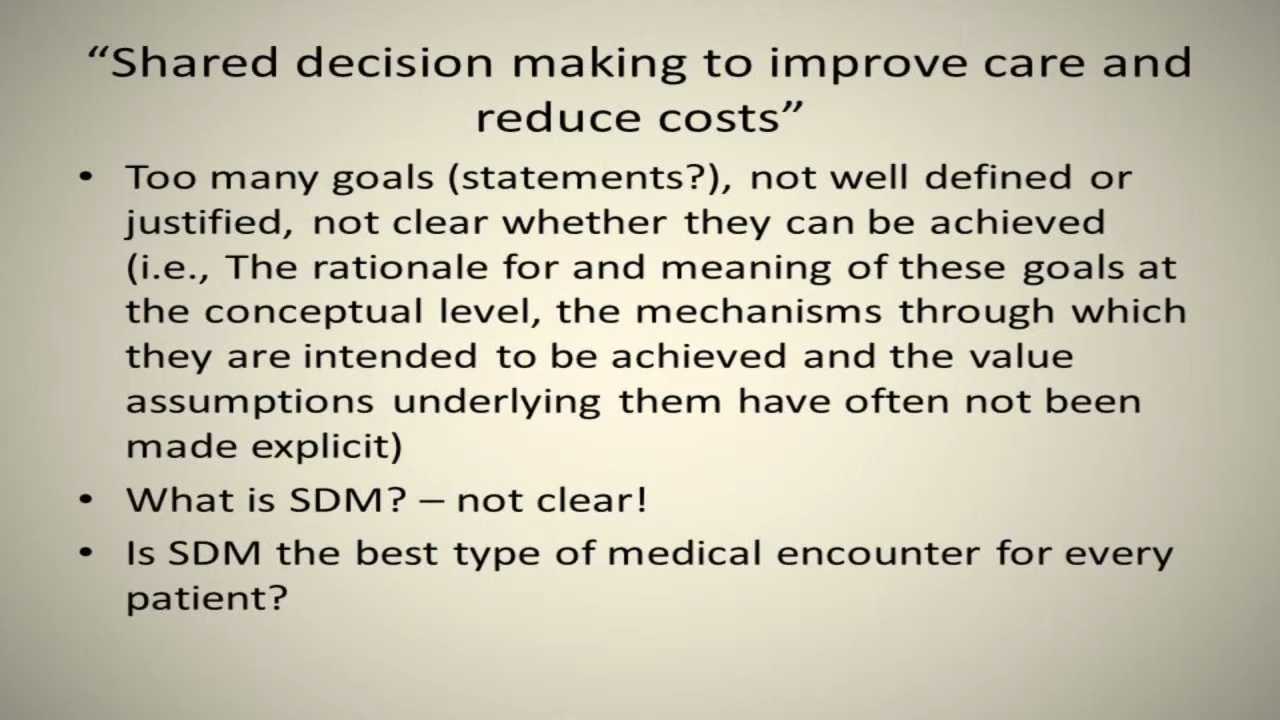 “Shared decision making to improve care and
reduce costs”
• Too many goals (statements?), not well defined or
justified, not clear whether they can be achieved
(i.e., The rationale for and meaning of these goals at
the conceptual level, the mechanisms through which
they are intended to be achieved and the value
assumptions underlying them have often not been
made explicit)
• What is SDM? – not clear!
• Is SDM the best type of medical encounter for every
patient?